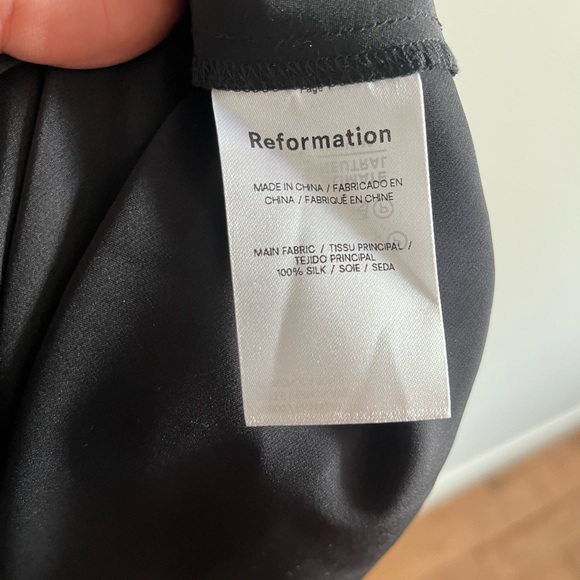 Page
Reformation
MADE IN CHINA / FABRICADO EN
CHINA / FABRIQUÉ EN CHINE
MAIN FABRIC / TISSU PRINCIPAL /
TEJIDO PRINCIPAL
100% SILK / SOIE / SEDA